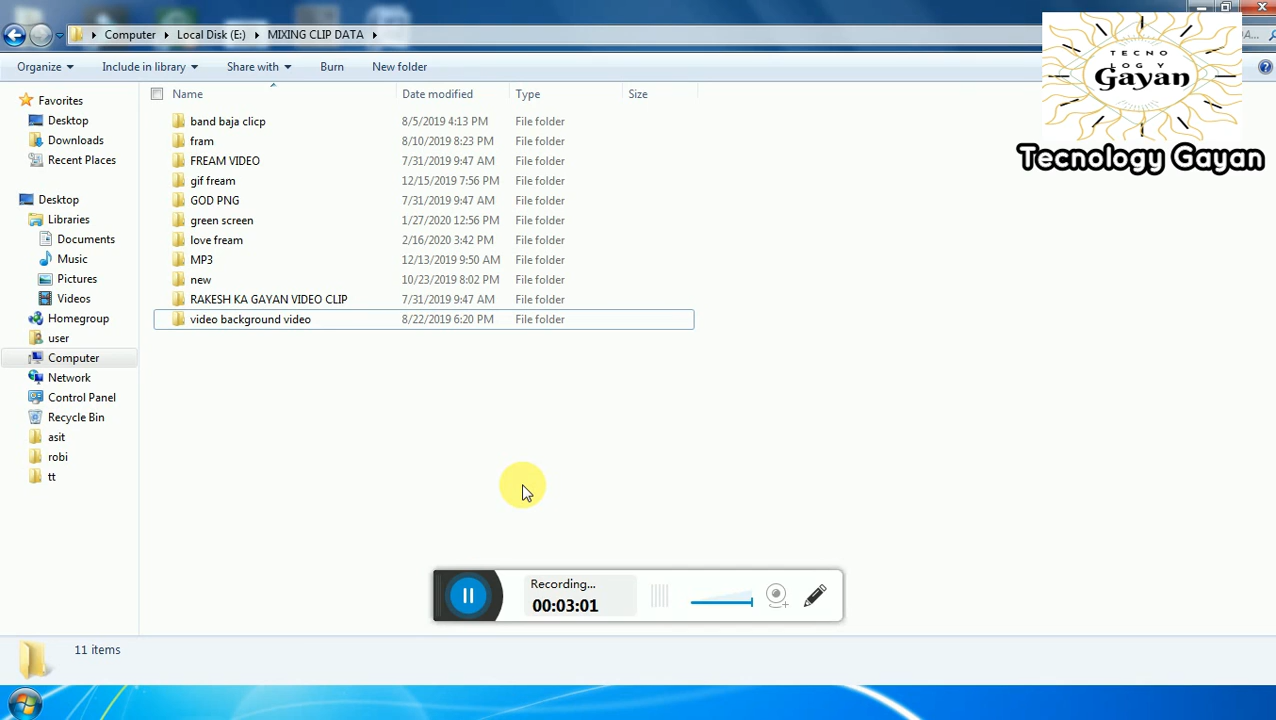 Computer Local Disk (E:) MIXING CLIP DATA
Organize Include in library Share with Burn New folder
TECNO
LOGY
Gayan
Tecnology Gayan
Name Date modified Type Size
band baja clicp 8/5/2019 4:13 PM File folder
fram 8/10/2019 8:23 PM File folder
FREAM VIDEO 7/31/2019 9:47 AM File folder
gif fream 12/15/2019 7:56 PM File folder
GOD PNG 7/31/2019 9:47 AM File folder
green screen 1/27/2020 12:56 PM File folder
love fream 2/16/2020 3:42 PM File folder
MP3 12/13/2019 9:50 AM File folder
new 10/23/2019 8:02 PM File folder
RAKESH KA GAYAN VIDEO CLIP 7/31/2019 9:47 AM File folder
video background video 8/22/2019 6:20 PM File folder
Favorites
Desktop
Downloads
Recent Places
Desktop
Libraries
Documents
Music
Pictures
Videos
Homegroup
user
Computer
Network
Control Panel
Recycle Bin
asit
robi
tt
Recording...
00:03:01
11 items